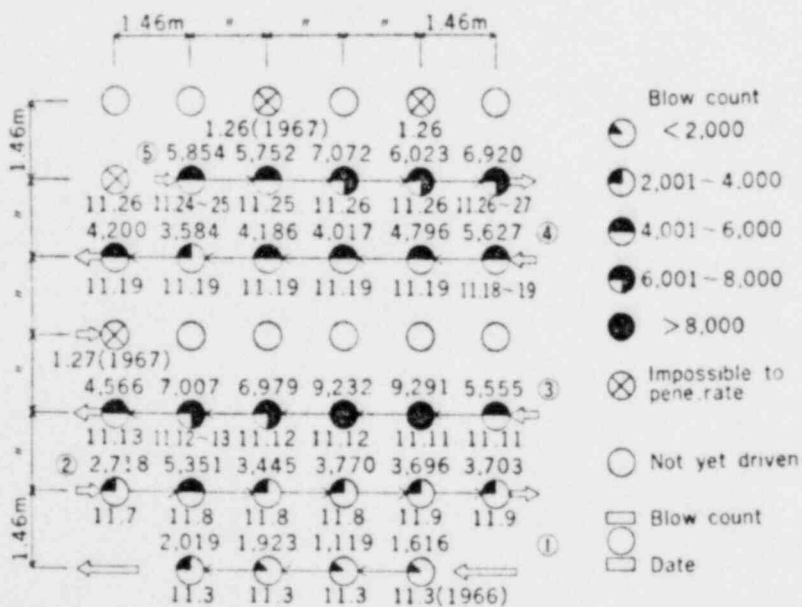 1.46m 〃 〃 〃 1.46m
Blow count
1.26(1967) 1.26
< 2,000
1.46m
⑤ 5,854 5,752 7,072 6,023 6,920
2,001~4,000
11.26 11.24~25 11.25 11.26 11.26 11.26~27
4,200 3,584 4,186 4,017 4,796 5,627 ④
4,001~6,000
〃
11.19 11.19 11.19 11.19 11.19 11.18~19
6,001~8,000
〃
> 8,000
1.27(1967)
4,566 7,007 6,979 9,232 9,291 5,555 ③
Impossible to
pene.rate
11.13 11.12~13 11.12 11.12 11.11 11.11
〃
② 2,718 5,351 3,445 3,770 3,696 3,703
Not yet driven
11.7 11.8 11.8 11.8 11.9 11.9
Blow count
1.46m
2,019 1,923 1,119 1,616 ①
Date
11.3 11.3 11.3 11.3(1966)